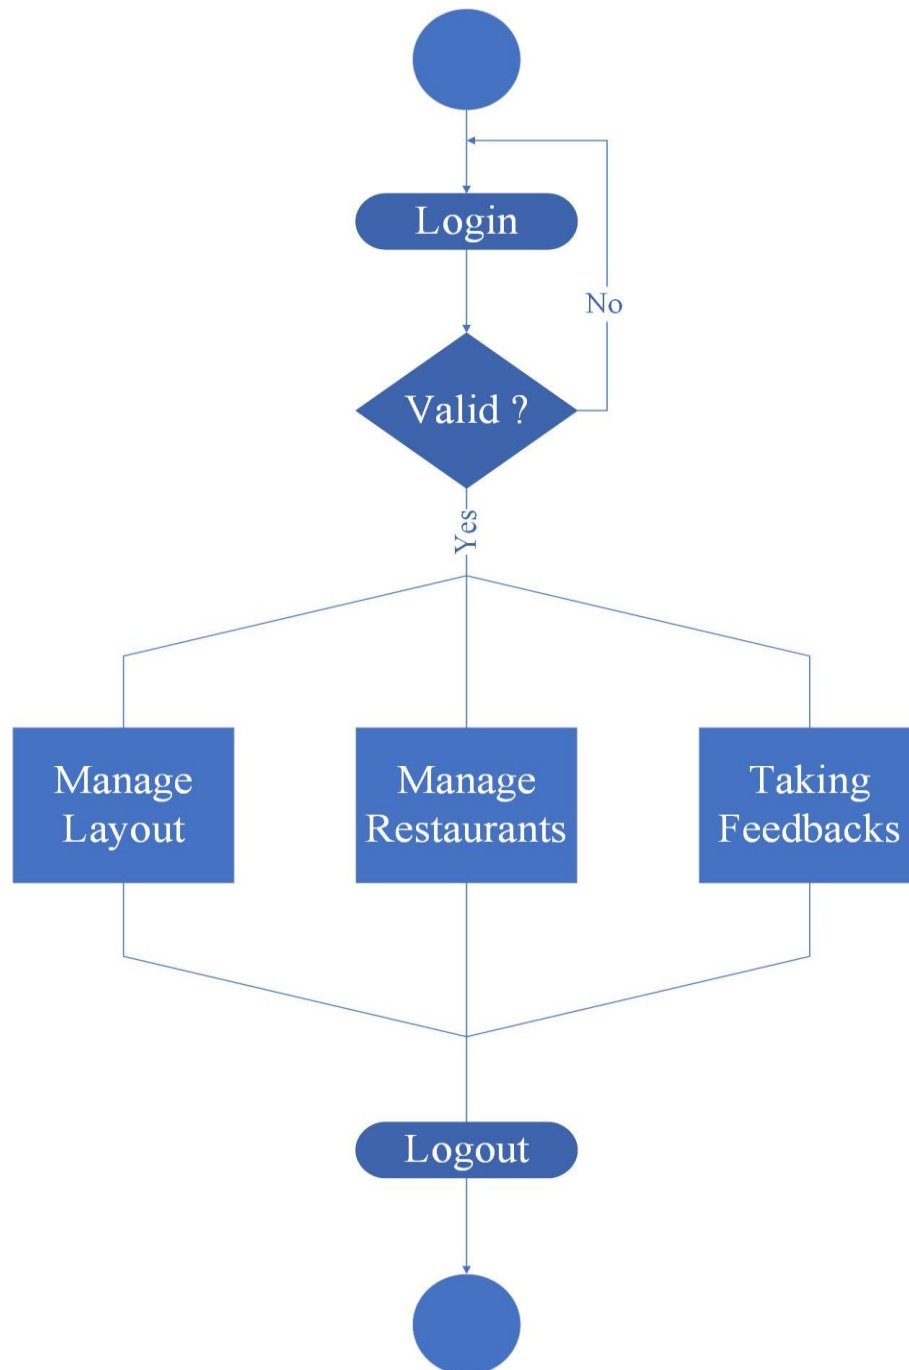 Login
No
Valid ?
Yes
Manage
Layout
Manage
Restaurants
Taking
Feedbacks
Logout